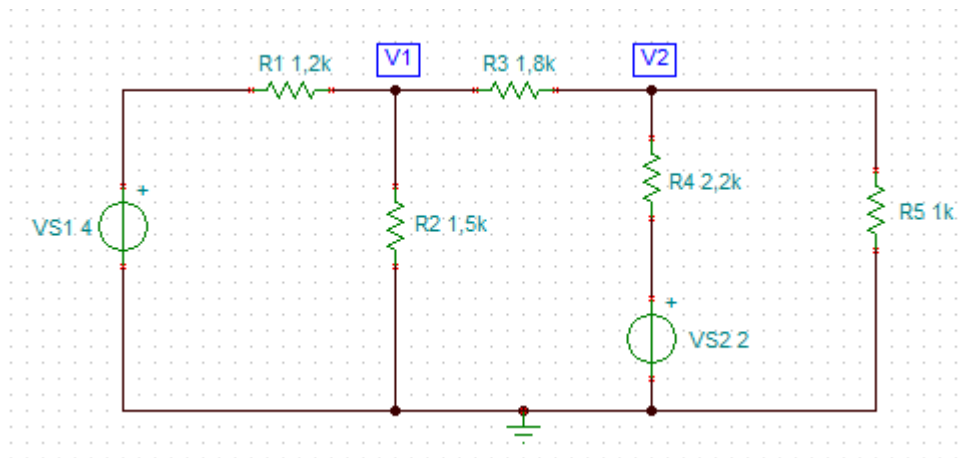 R1 1,2k
V1
R3 1,8k
V2
R4 2,2k
R5 1k
VS1 4
R2 1,5k
+
+
VS2 2